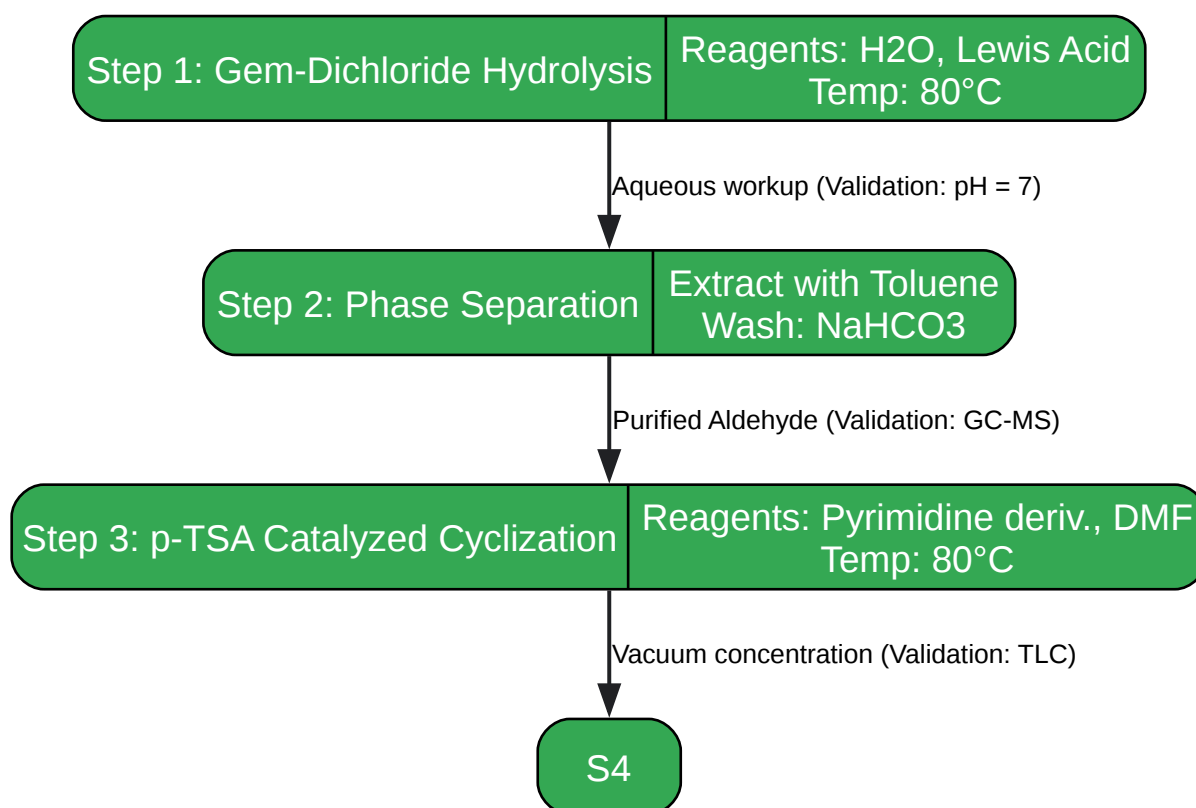 Step 1: Gem-Dichloride Hydrolysis
Reagents: H2O, Lewis Acid
Temp: 80°C
Aqueous workup (Validation: pH = 7)
Step 2: Phase Separation
Extract with Toluene
Wash: NaHCO3
Purified Aldehyde (Validation: GC-MS)
Step 3: p-TSA Catalyzed Cyclization
Reagents: Pyrimidine deriv., DMF
Temp: 80°C
Vacuum concentration (Validation: TLC)
S4